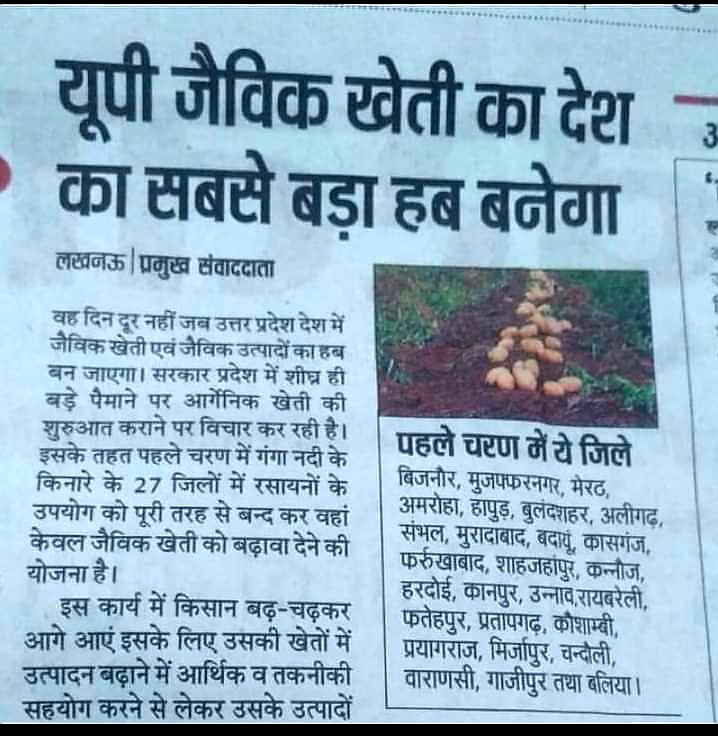 यूपी जैविक खेती का देश
का सबसे बड़ा हब बनेगा
लखनऊ | प्रमुख संवाददाता
वह दिन दूर नहीं जब उत्तर प्रदेश देश में
जैविक खेती एवं जैविक उत्पादों का हब
बन जाएगा। सरकार प्रदेश में शीघ्र ही
बड़े पैमाने पर आर्गेनिक खेती की
शुरुआत कराने पर विचार कर रही है।
इसके तहत पहले चरण में गंगा नदी के
किनारे के 27 जिलों में रसायनों के
उपयोग को पूरी तरह से बन्द कर वहां
केवल जैविक खेती को बढ़ावा देने की
योजना है।
इस कार्य में किसान बढ़-चढ़कर
आगे आएं इसके लिए उसकी खेतों में
उत्पादन बढ़ाने में आर्थिक व तकनीकी
सहयोग करने से लेकर उसके उत्पादों
पहले चरण में ये जिले
बिजनौर, मुजफ्फरनगर, मेरठ,
अमरोहा, हापुड़, बुलंदशहर, अलीगढ़,
संभल, मुरादाबाद, बदायूं, कासगंज,
फर्रुखाबाद, शाहजहांपुर, कन्नौज,
हरदोई, कानपुर, उन्नाव,रायबरेली,
फतेहपुर, प्रतापगढ़, कौशाम्बी,
प्रयागराज, मिर्जापुर, चन्दौली,
वाराणसी, गाजीपुर तथा बलिया।